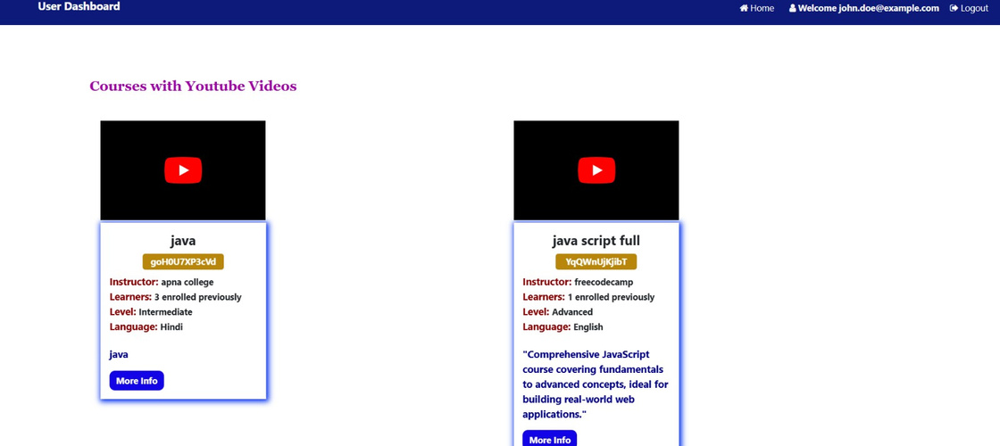 User Dashboard
Home Welcome john.doe@example.com Logout
Courses with Youtube Videos
java
goH0U7XP3cVd
Instructor: apna college
Learners: 3 enrolled previously
Level: Intermediate
Language: Hindi
java
More Info
java script full
YqQWnUjKjibT
Instructor: freecodecamp
Learners: 1 enrolled previously
Level: Advanced
Language: English
"Comprehensive JavaScript
course covering fundamentals
to advanced concepts, ideal for
building real-world web
applications."
More Info